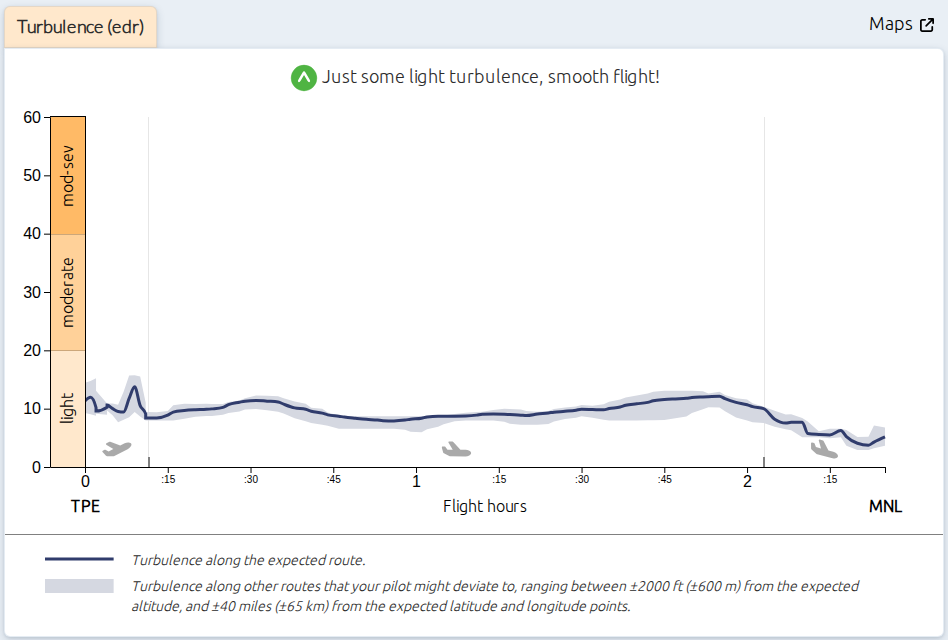 Turbulence (edr)
Maps
Just some light turbulence, smooth flight!
60
50
40
30
20
10
0
mod-sev
moderate
light
0
:15
:30
:45
1
:15
:30
:45
2
:15
TPE
Flight hours
MNL
Turbulence along the expected route.
Turbulence along other routes that your pilot might deviate to, ranging between ±2000 ft (±600 m) from the expected
altitude, and ±40 miles (±65 km) from the expected latitude and longitude points.